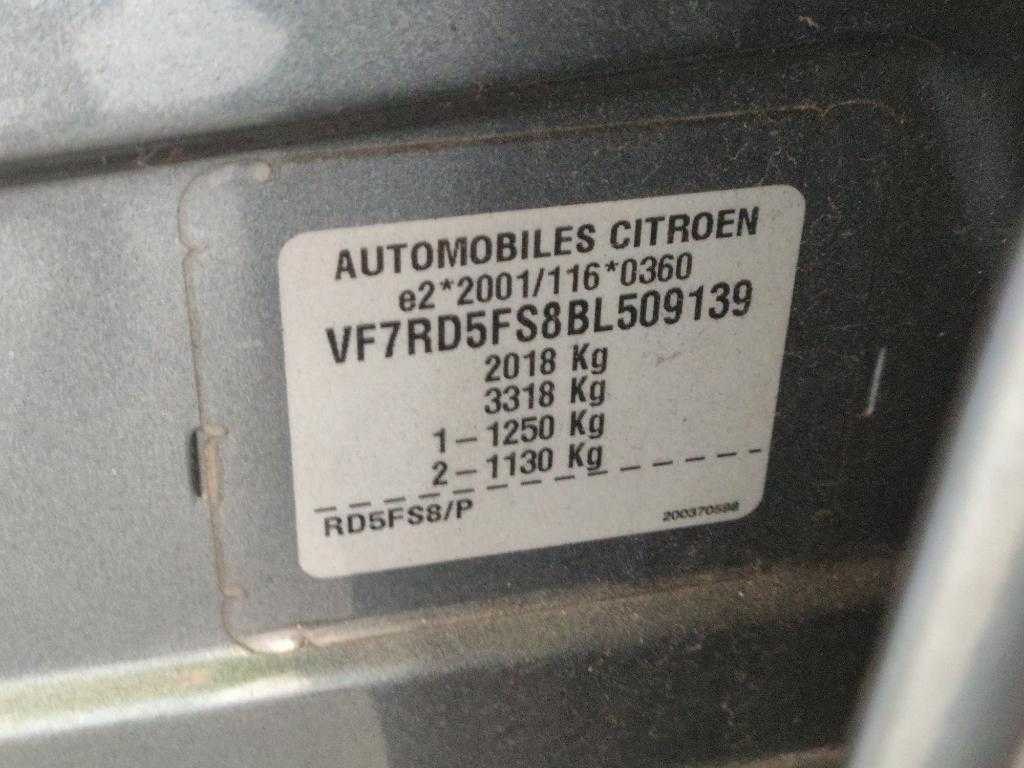 AUTOMOBILES CITROEN
e2*2001/116*0360
VF7RD5FS8BL509139
2018 Kg
3318 Kg
1-1250 Kg
2-1130 Kg
RD5FS8/P
200370598